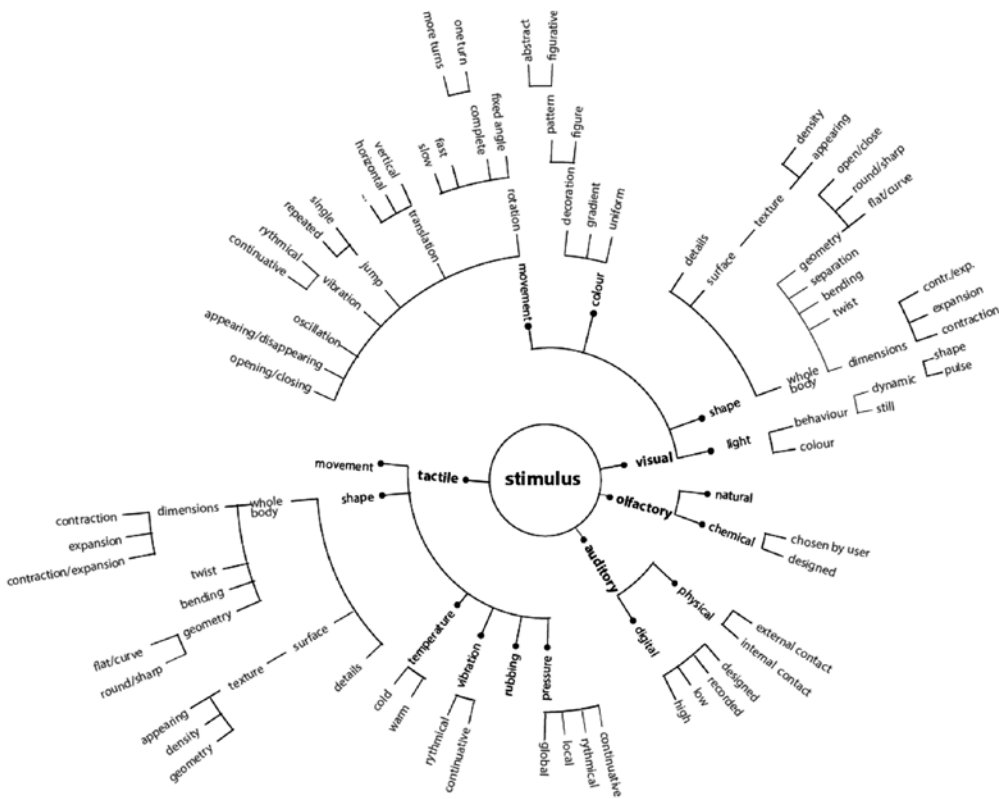 stimulus
visual
movement
rotation
fixed angle
complete
one turn
more turns
fast
slow
translation
vertical
horizontal
..
jump
single
repeated
vibration
rythmical
continuative
oscillation
appearing/disappearing
opening/closing
colour
decoration
pattern
abstract
figurative
figure
gradient
uniform
shape
whole
body
details
surface
texture
density
appearing
geometry
open/close
round/sharp
flat/curve
separation
bending
twist
dimensions
contr./exp.
expansion
contraction
light
behaviour
dynamic
shape
pulse
still
colour
olfactory
natural
chemical
chosen by user
designed
auditory
physical
external contact
internal contact
digital
designed
recorded
low
high
tactile
movement
shape
whole
body
dimensions
contraction
expansion
contraction/expansion
twist
bending
geometry
flat/curve
round/sharp
surface
texture
appearing
density
geometry
details
temperature
cold
warm
vibration
rythmical
continuative
rubbing
pressure
global
local
rythmical
continuative